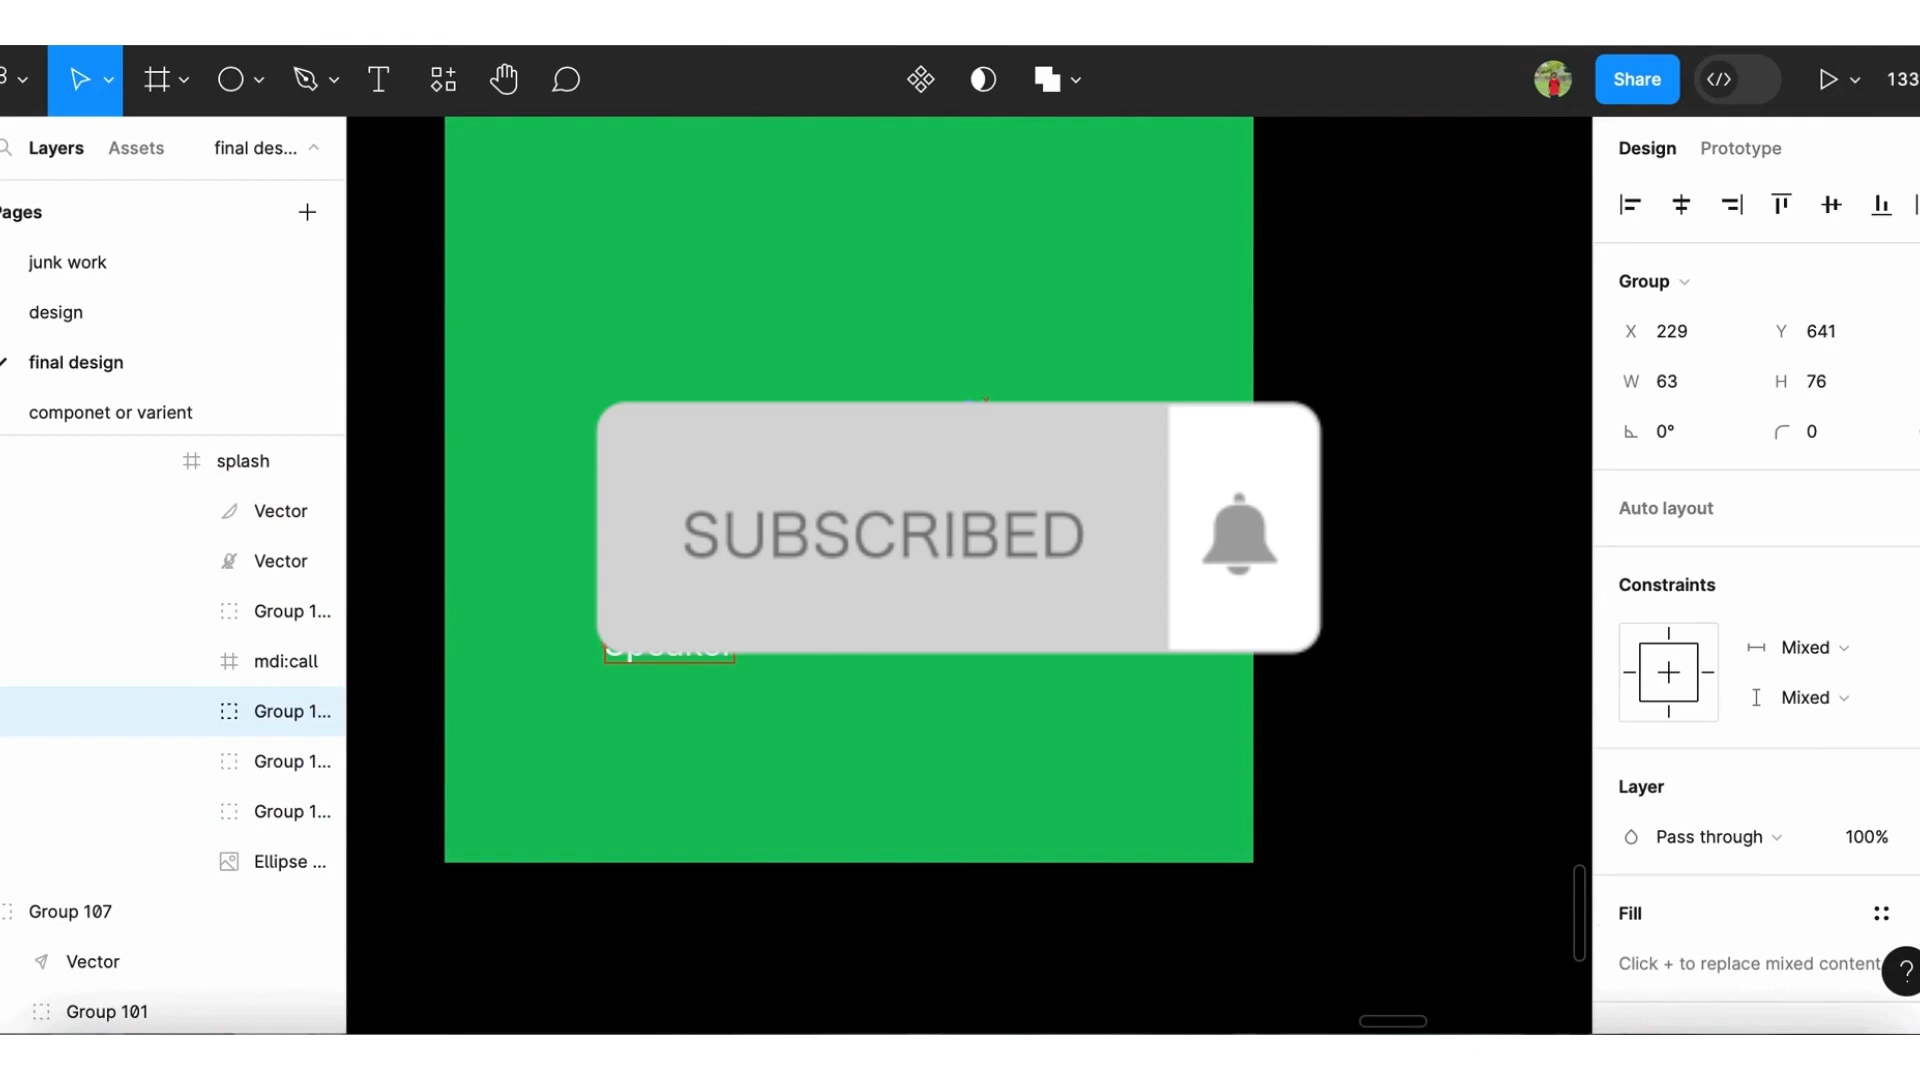 Share
133
Layers Assets final des...
Design Prototype
Pages
junk work
design
final design
componet or varient
splash
Vector
Vector
Group 1...
mdi:call
Group 1...
Group 1...
Group 1...
Ellipse ...
Group 107
Vector
Group 101
SUBSCRIBED
Speaker
Group
X 229 Y 641
W 63 H 76
0° 0
Auto layout
Constraints
Mixed
Mixed
Layer
Pass through 100%
Fill
Click + to replace mixed content
?